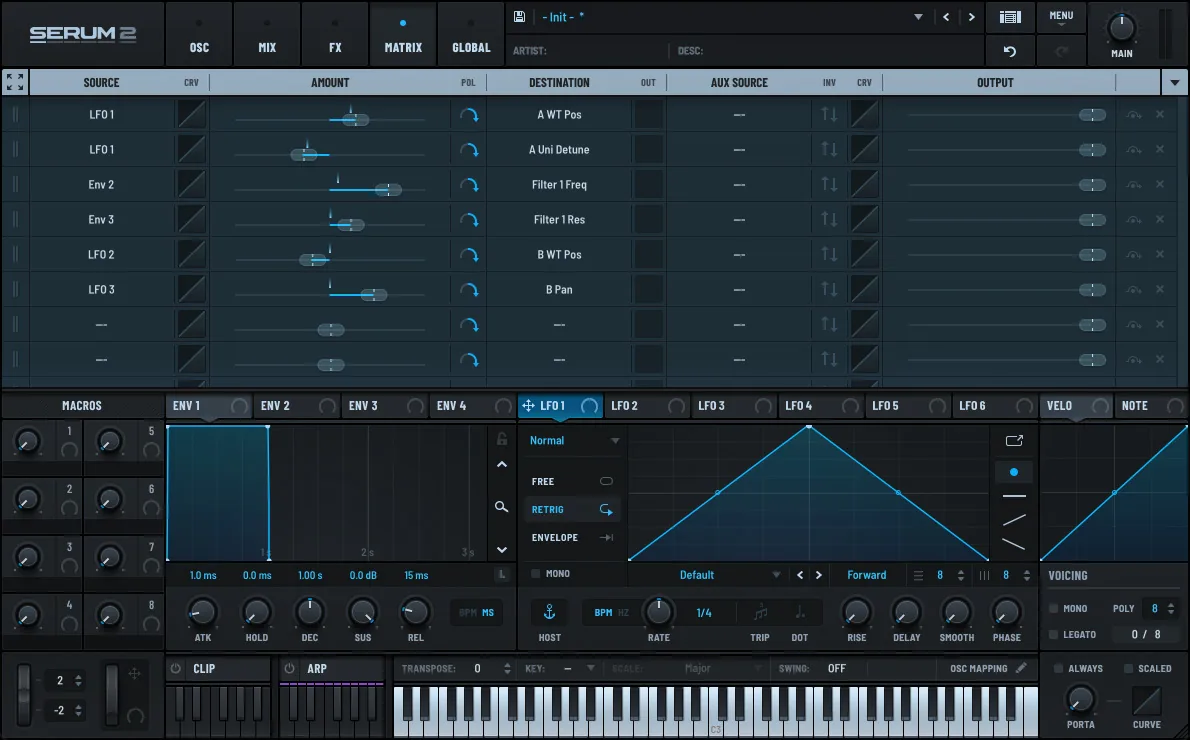 SERUM 2
OSC MIX FX MATRIX GLOBAL
- Init - *
MENU
ARTIST: DESC:
MAIN
SOURCE CRV AMOUNT POL DESTINATION OUT AUX SOURCE INV CRV OUTPUT
LFO 1 A WT Pos ---
LFO 1 A Uni Detune ---
Env 2 Filter 1 Freq ---
Env 3 Filter 1 Res ---
LFO 2 B WT Pos ---
LFO 3 B Pan ---
--- --- ---
--- --- ---
MACROS ENV 1 ENV 2 ENV 3 ENV 4 LFO 1 LFO 2 LFO 3 LFO 4 LFO 5 LFO 6 VELO NOTE
1 5
2 6
3 7
4 8
1 s 2 s 3 s
1.0 ms 0.0 ms 1.00 s 0.0 dB 15 ms L
BPM MS
ATK HOLD DEC SUS REL
Normal
FREE
RETRIG
ENVELOPE
MONO Default Forward 8 8
HOST BPM HZ RATE 1/4 TRIP DOT RISE DELAY SMOOTH PHASE
VOICING
MONO POLY 8
LEGATO 0 / 8
ALWAYS SCALED
PORTA CURVE
2
-2
CLIP ARP
TRANSPOSE: 0 KEY: – SCALE: Major SWING: OFF OSC MAPPING
C3